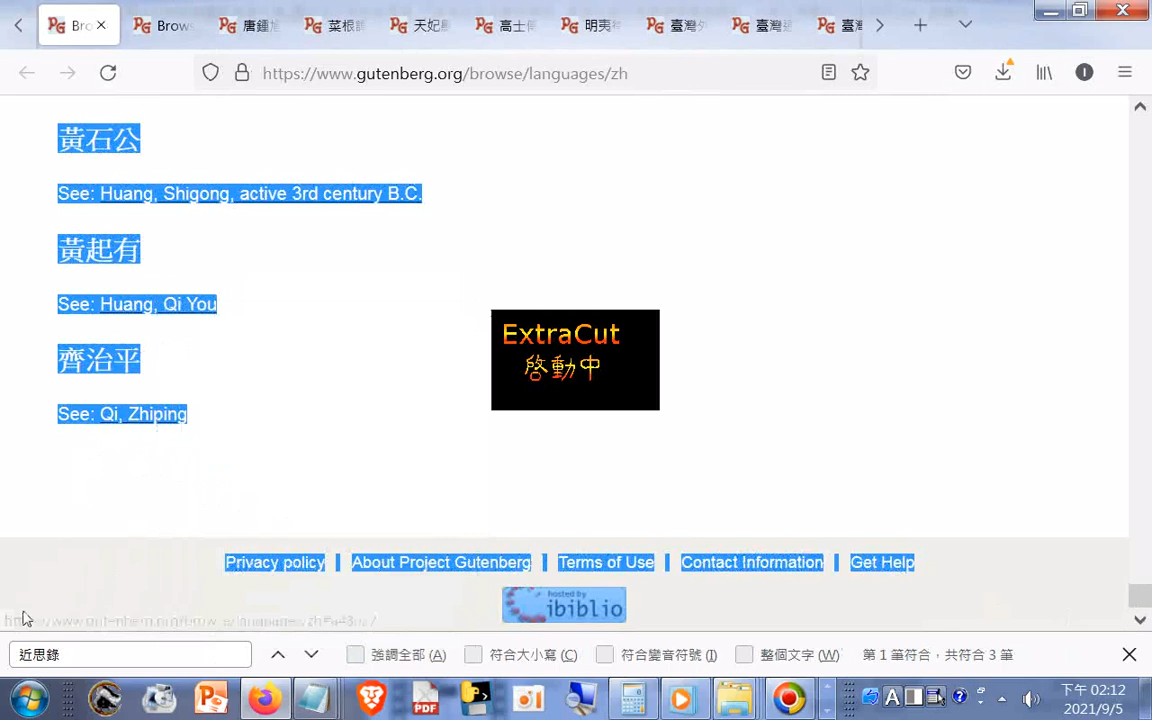 Bro
Brows
唐鍾馗
菜根譚
天妃
高士傳
明夷
臺灣外
臺灣
臺灣
https://www.gutenberg.org/browse/languages/zh
黃石公
See: Huang, Shigong, active 3rd century B.C.
黃起有
See: Huang, Qi You
齊治平
See: Qi, Zhiping
ExtraCut
啓動中
Privacy policy | About Project Gutenberg | Terms of Use | Contact Information | Get Help
hosted by
ibiblio
近思錄
強調全部 (A)
符合大小寫 (C)
符合變音符號 (I)
整個文字 (W)
第 1 筆符合，共符合 3 筆
PDF
A
下午 02:12
2021/9/5